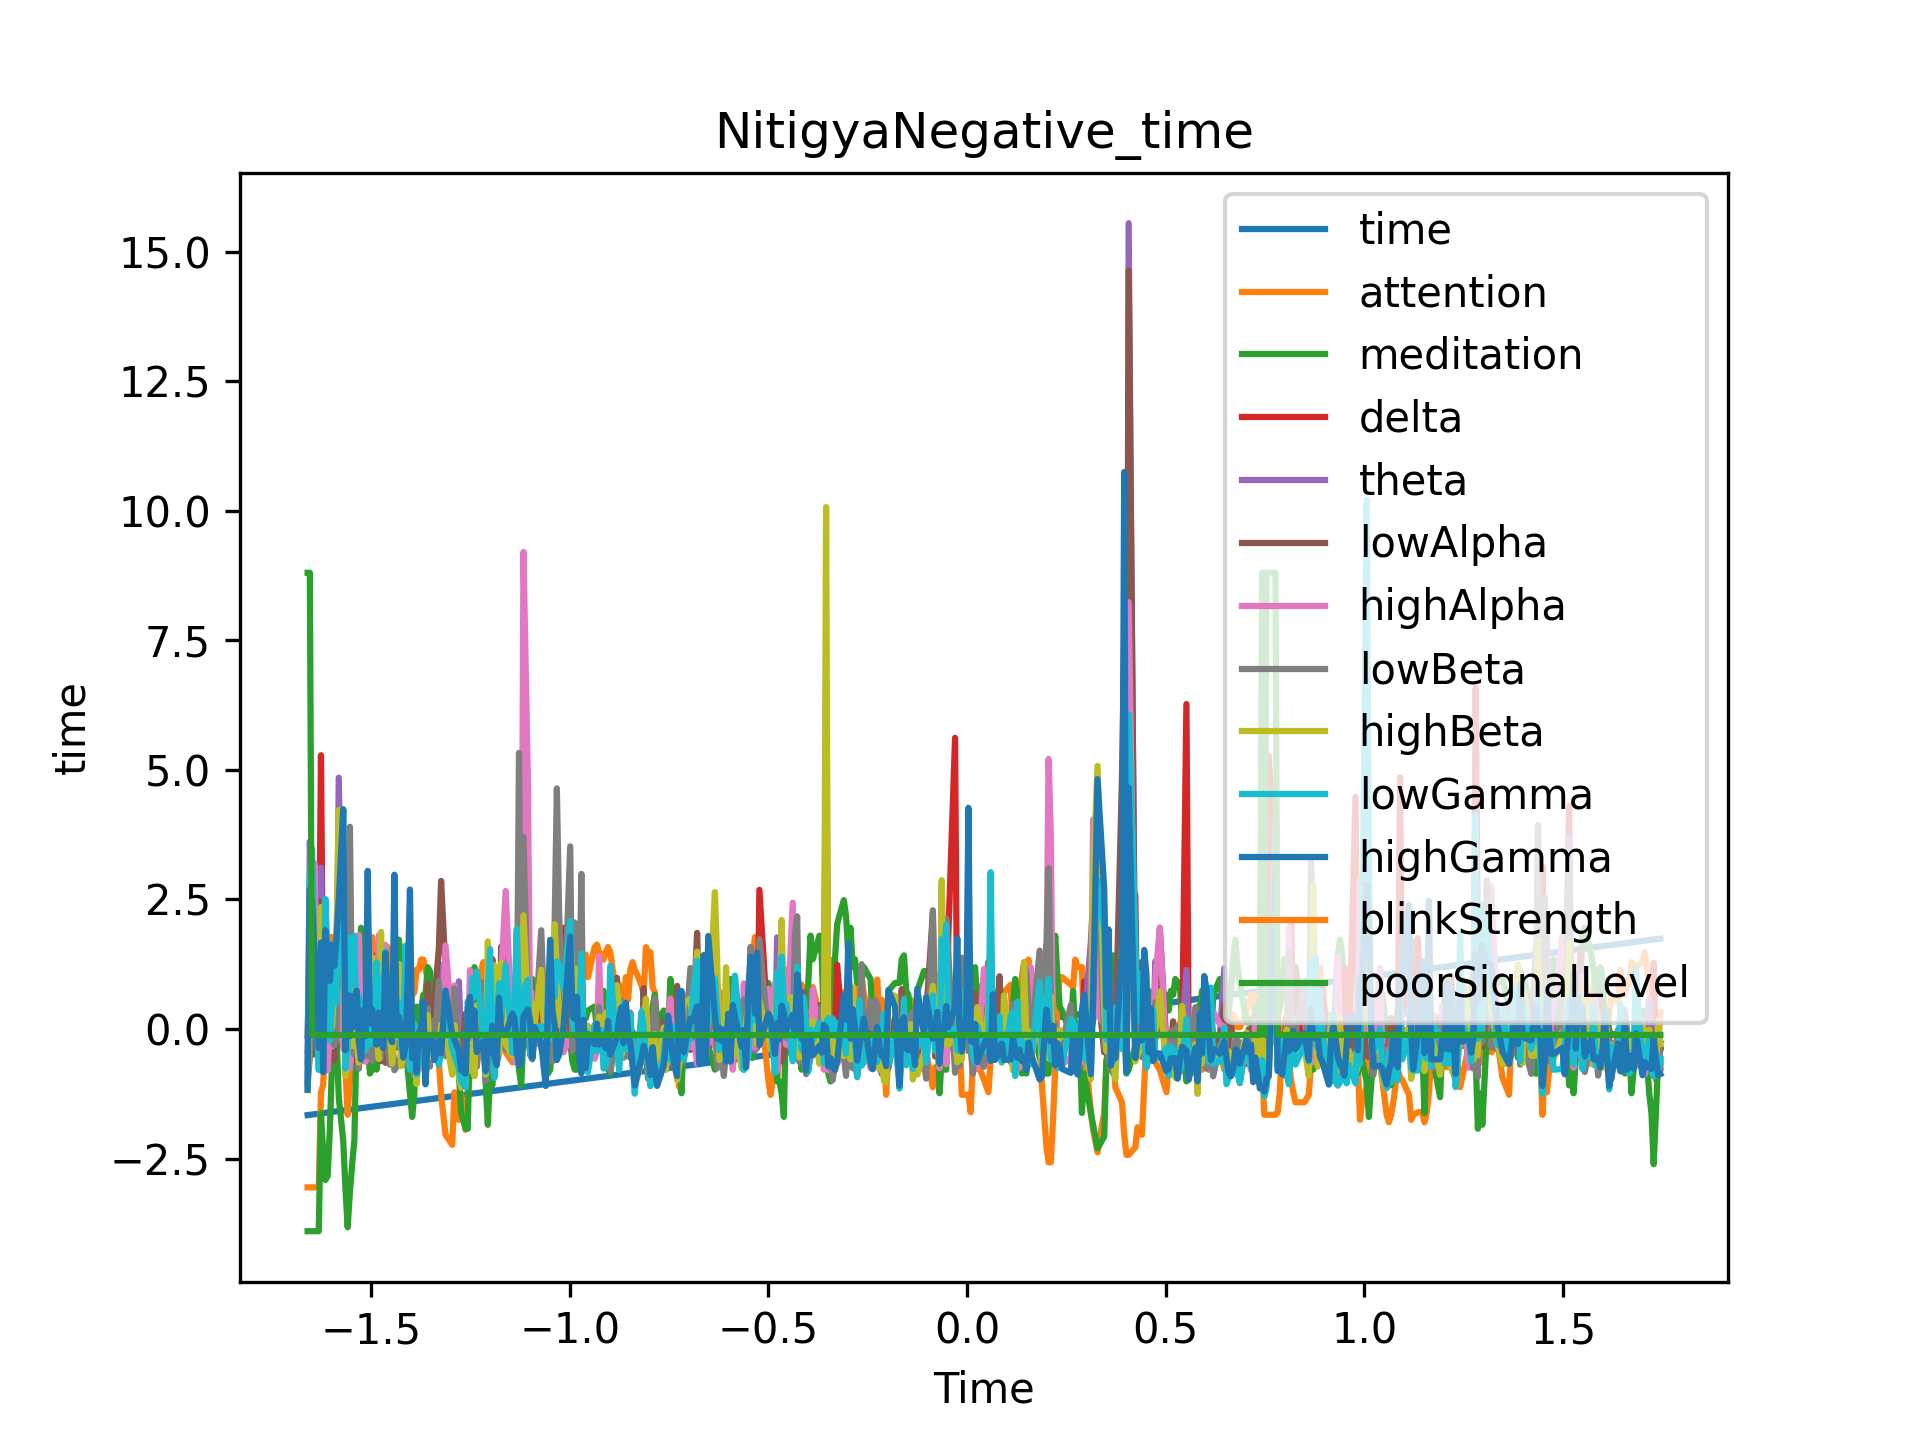 NitigyaNegative_time
time
15.0
12.5
10.0
7.5
5.0
2.5
0.0
−2.5
time
attention
meditation
delta
theta
lowAlpha
highAlpha
lowBeta
highBeta
lowGamma
highGamma
blinkStrength
poorSignalLevel
−1.5 −1.0 −0.5 0.0 0.5 1.0 1.5
Time